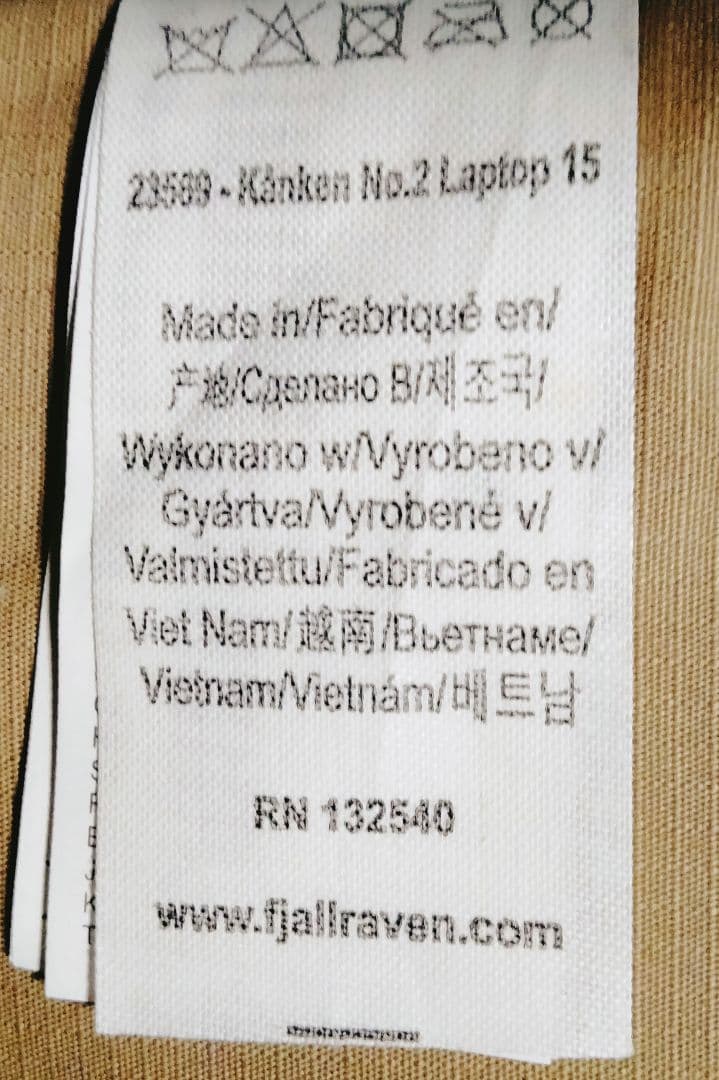 23569 - Kånken No.2 Laptop 15
Made in/Fabriqué en/
产地/Сделано В/제조국/
Wykonano w/Vyrobeno v/
Gyártva/Vyrobené v/
Valmistettu/Fabricado en
Viet Nam/越南/Вьетнаме/
Vietnam/Vietnám/베트남
RN 132540
www.fjallraven.com